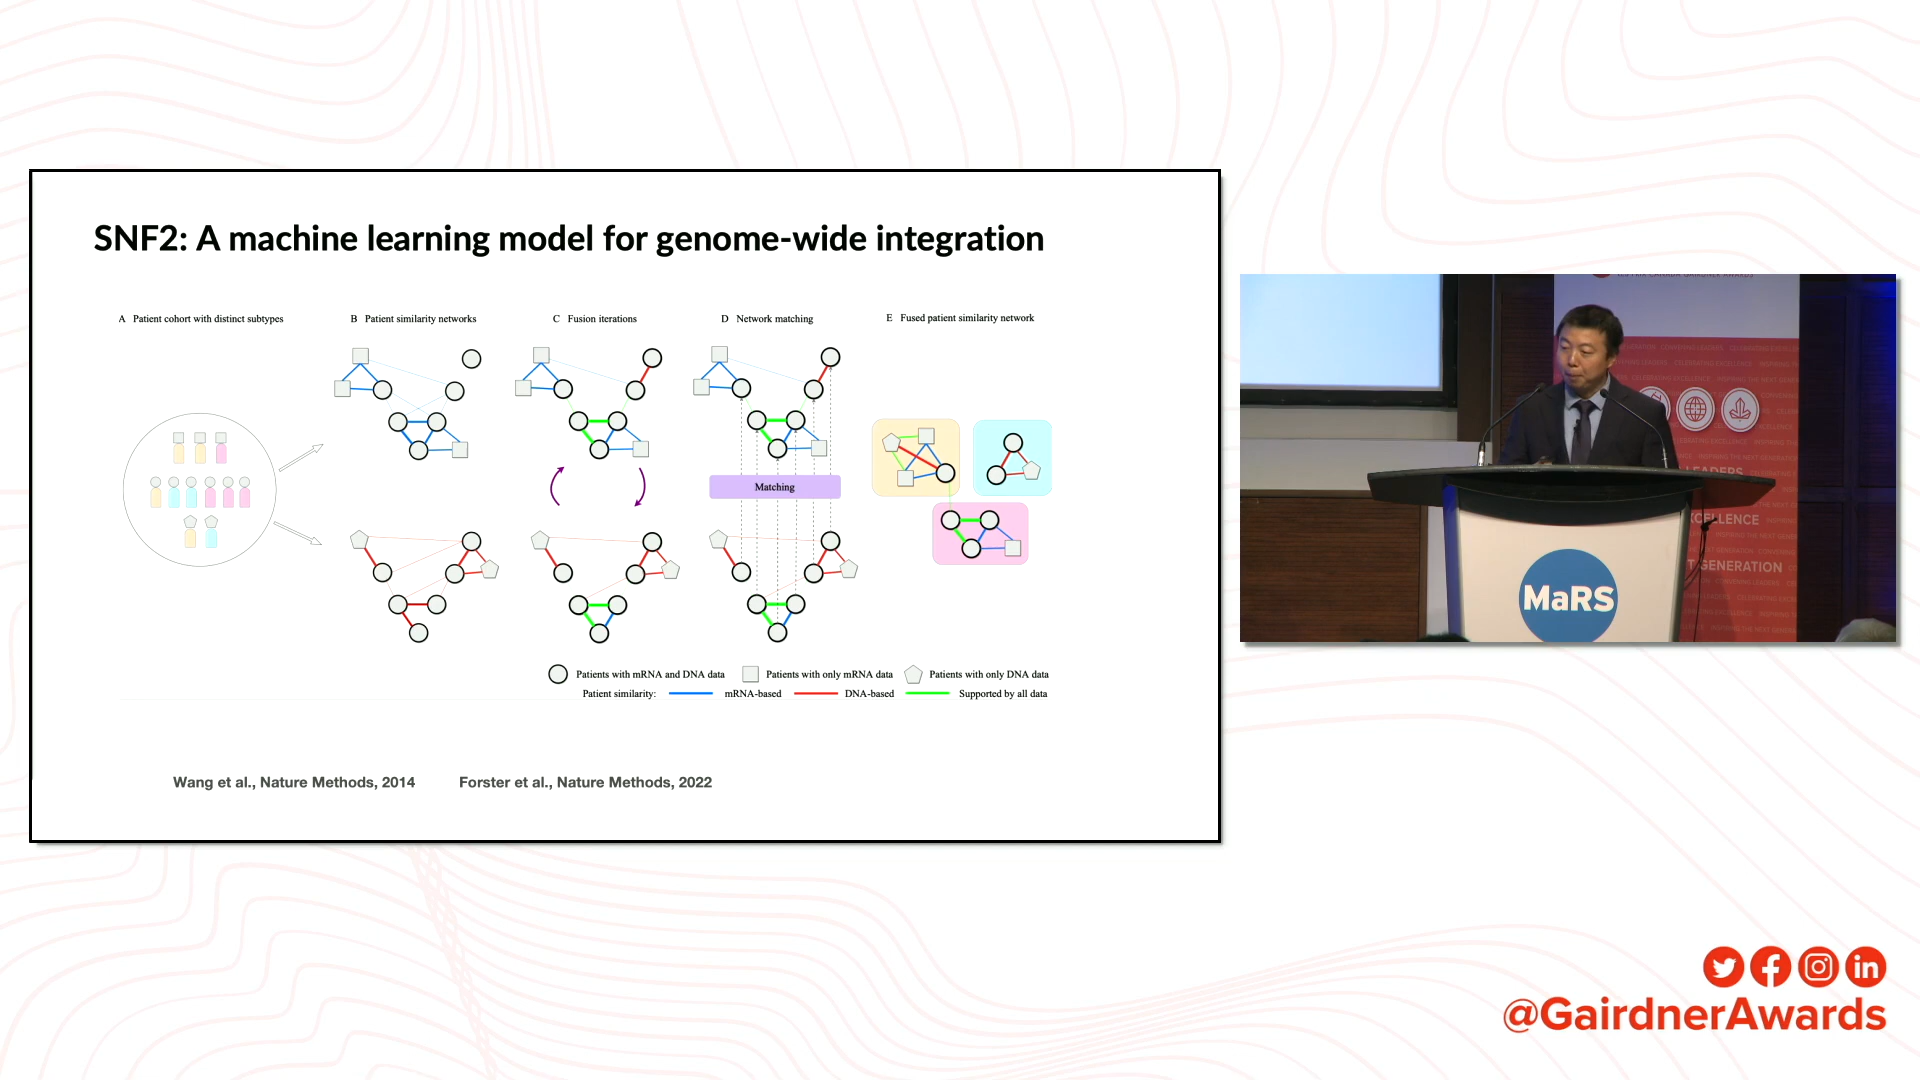 SNF2: A machine learning model for genome-wide integration
A Patient cohort with distinct subtypes
B Patient similarity networks
C Fusion iterations
D Network matching
E Fused patient similarity network
Matching
Patients with mRNA and DNA data
Patients with only mRNA data
Patients with only DNA data
Patient similarity: mRNA-based DNA-based Supported by all data
Wang et al., Nature Methods, 2014
Forster et al., Nature Methods, 2022
LEADERS
GENERATION
MaRS
@GairdnerAwards